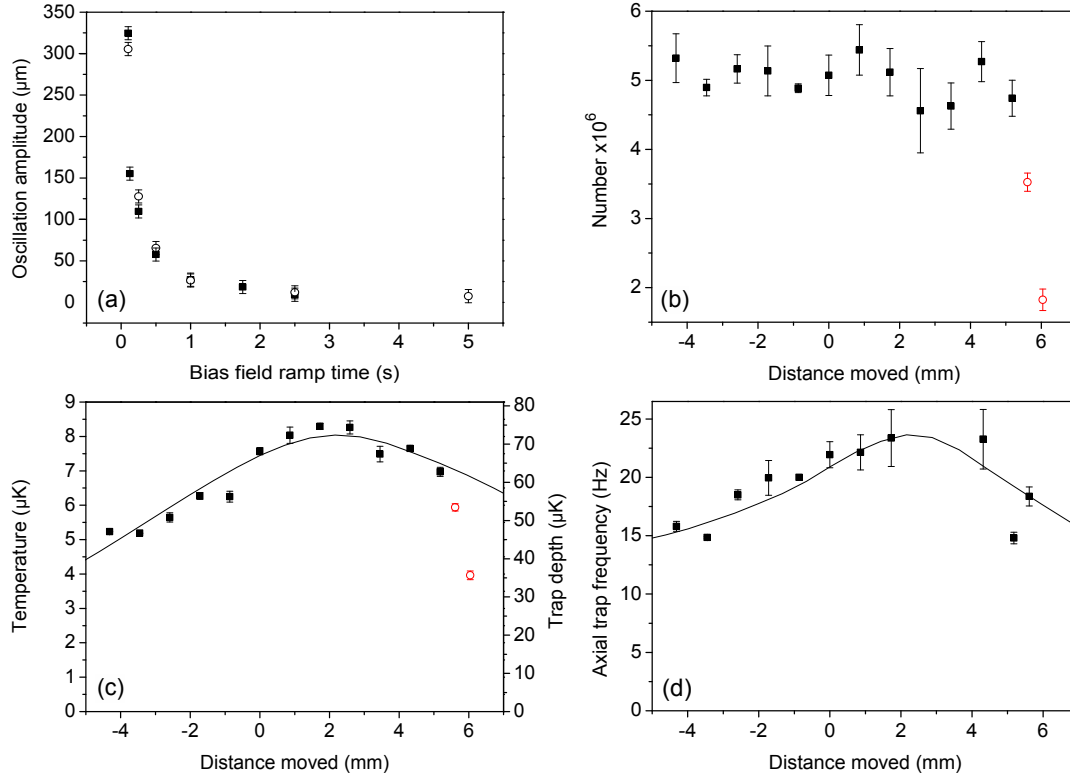 350
300
250
200
150
100
50
0
Oscillation amplitude (µm)
(a)
0 1 2 3 4 5
Bias field ramp time (s)
6
5
4
3
2
Number x10⁶
(b)
-4 -2 0 2 4 6
Distance moved (mm)
9
8
7
6
5
4
3
2
1
0
Temperature (µK)
(c)
80
70
60
50
40
30
20
10
0
Trap depth (µK)
-4 -2 0 2 4 6
Distance moved (mm)
25
20
15
10
5
0
Axial trap frequency (Hz)
(d)
-4 -2 0 2 4 6
Distance moved (mm)